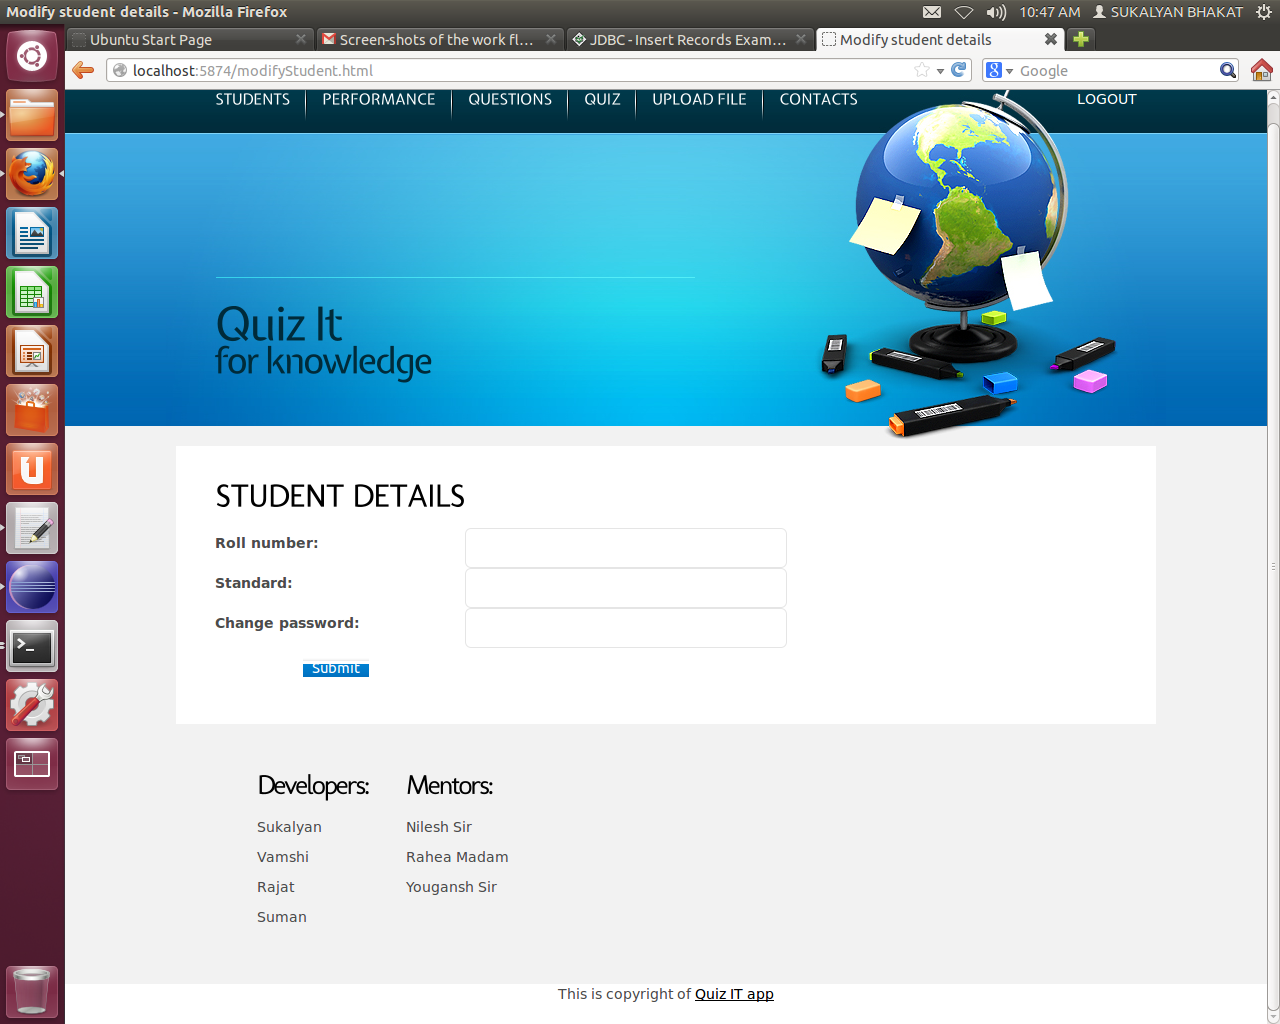 Modify student details - Mozilla Firefox
10:47 AM SUKALYAN BHAKAT
Ubuntu Start Page
Screen-shots of the work fl...
JDBC - Insert Records Exam...
Modify student details
localhost:5874/modifyStudent.html
Google
STUDENTS PERFORMANCE QUESTIONS QUIZ UPLOAD FILE CONTACTS LOGOUT
Quiz It
for knowledge
STUDENT DETAILS
Roll number:
Standard:
Change password:
Submit
Developers: Mentors:
Sukalyan Nilesh Sir
Vamshi Rahea Madam
Rajat Yougansh Sir
Suman
This is copyright of Quiz IT app